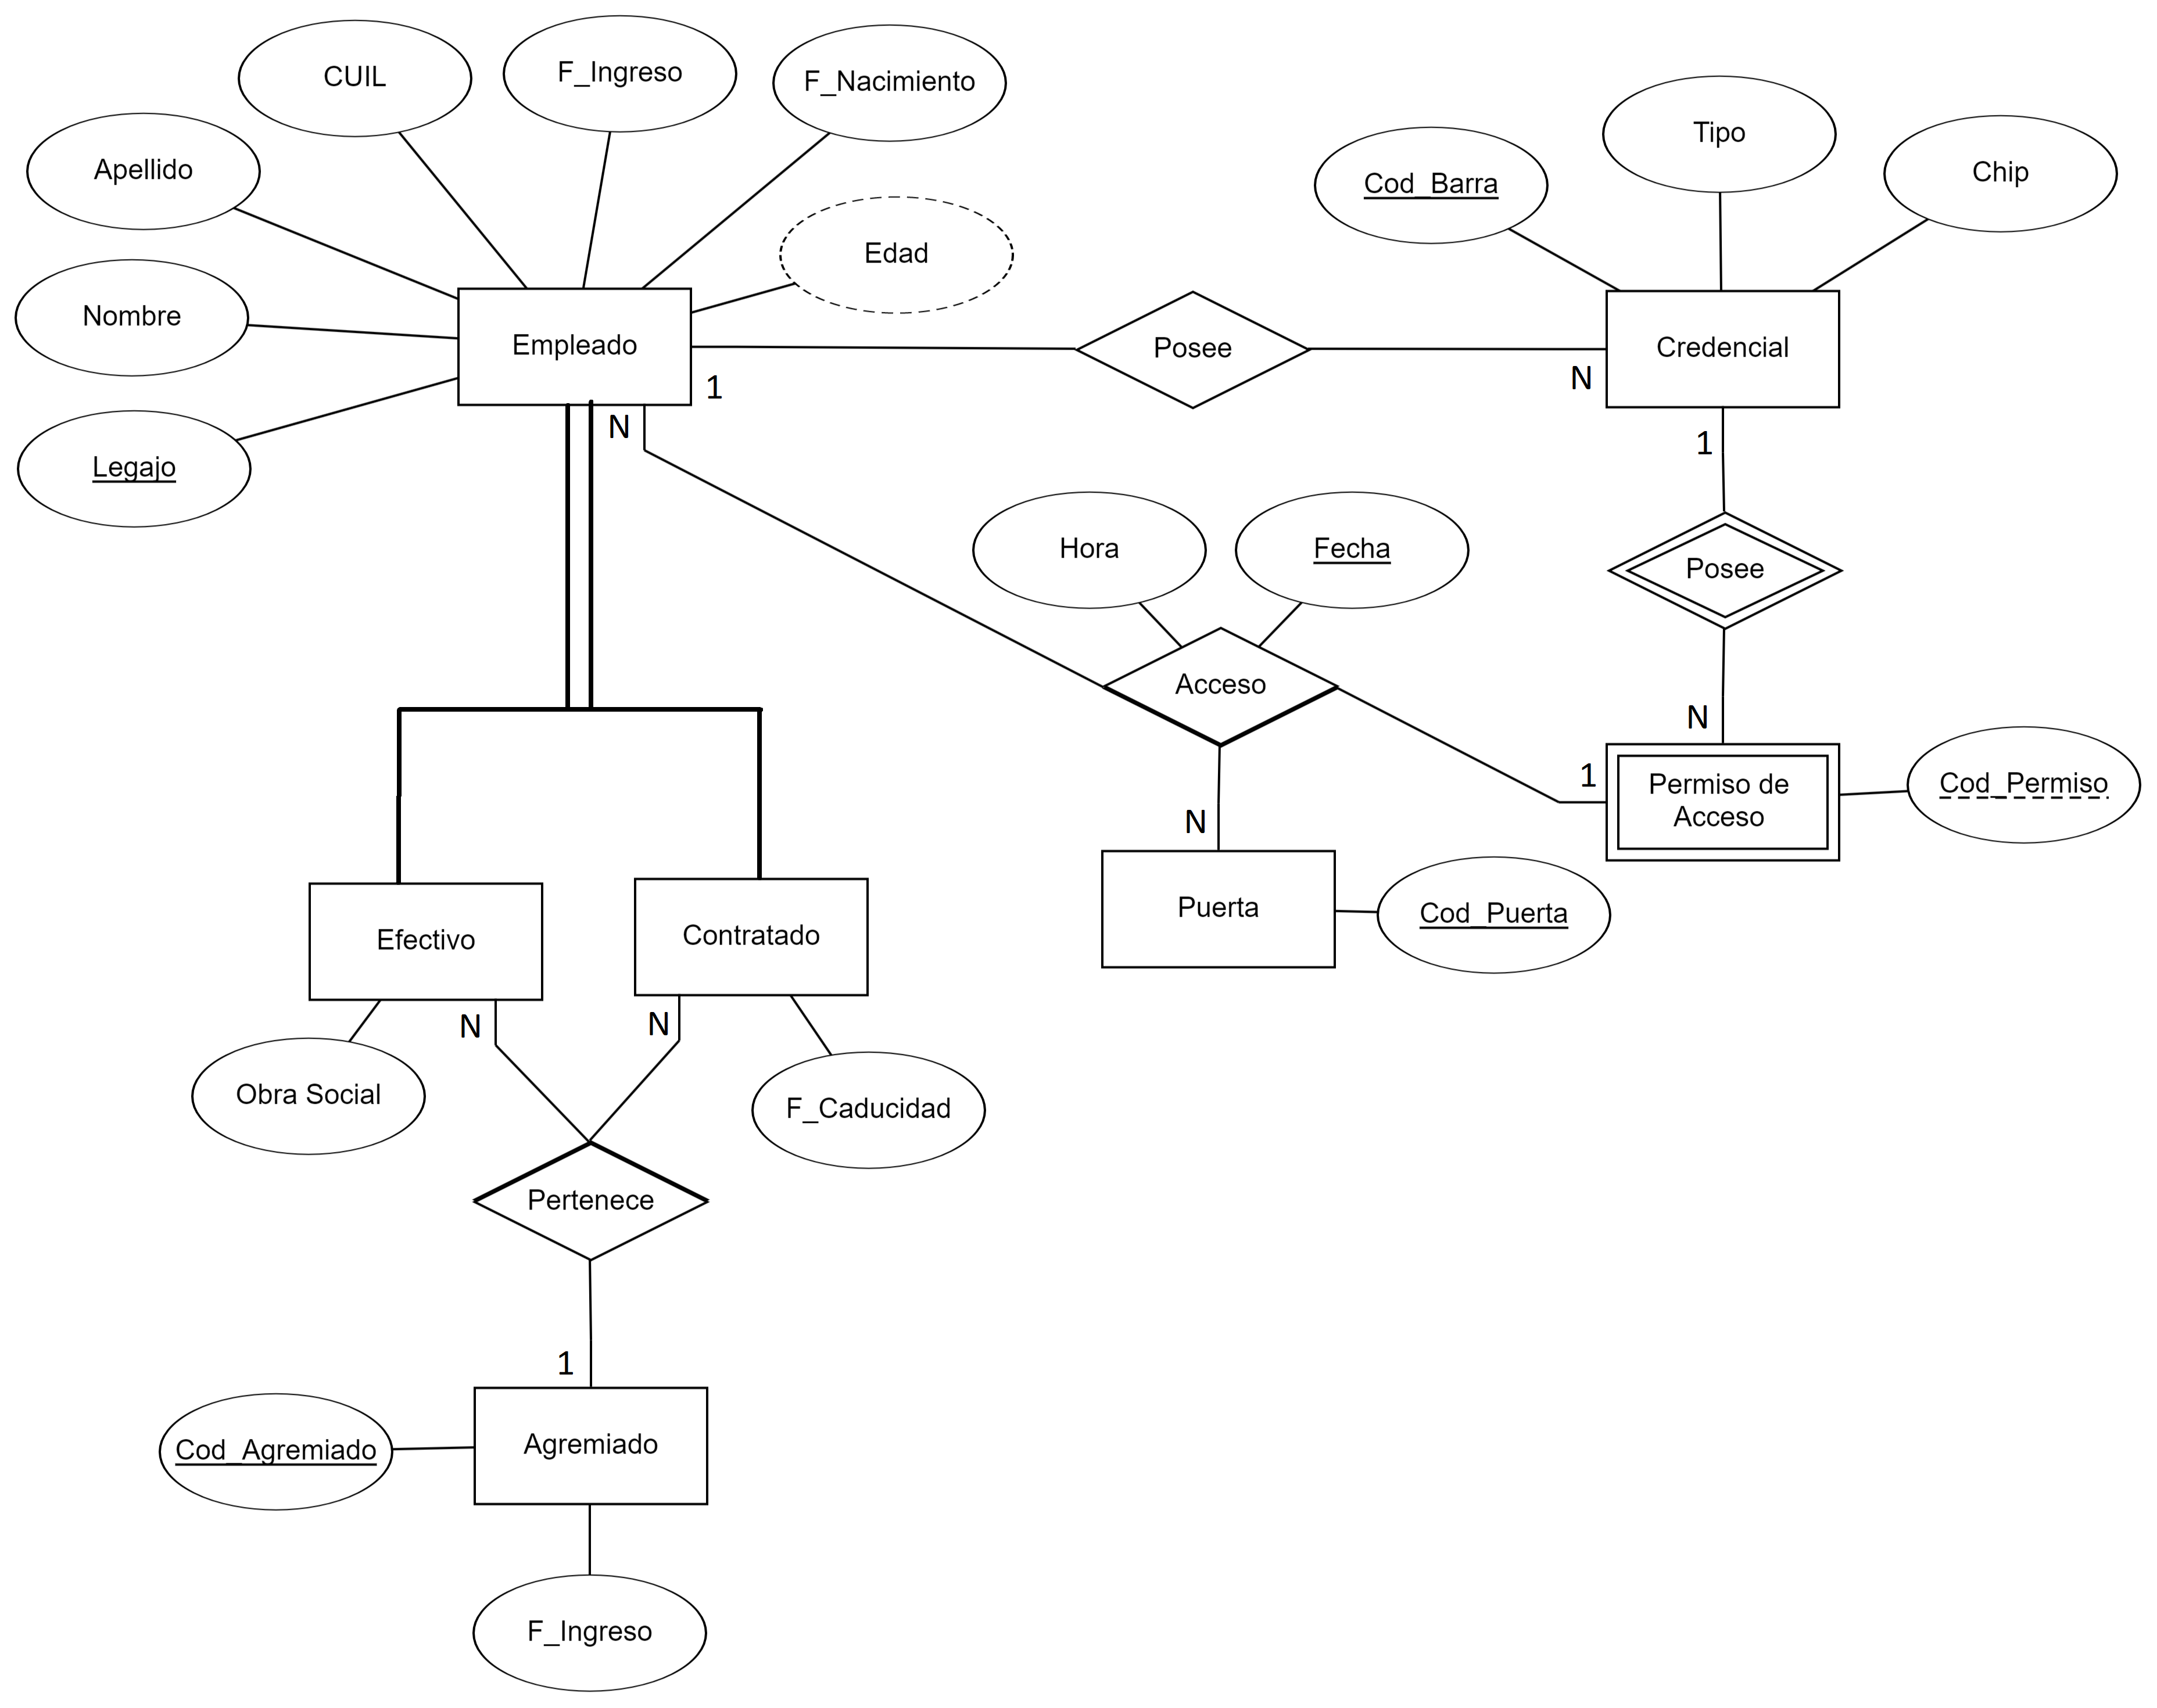 CUIL
F_Ingreso
F_Nacimiento
Apellido
Tipo
Chip
Cod_Barra
Edad
Nombre
Empleado
Posee
Credencial
1
N
N
1
Legajo
Hora
Fecha
Posee
Acceso
N
1
Permiso de
Acceso
Cod_Permiso
N
Puerta
Cod_Puerta
Efectivo
Contratado
N
N
Obra Social
F_Caducidad
Pertenece
1
Cod_Agremiado
Agremiado
F_Ingreso